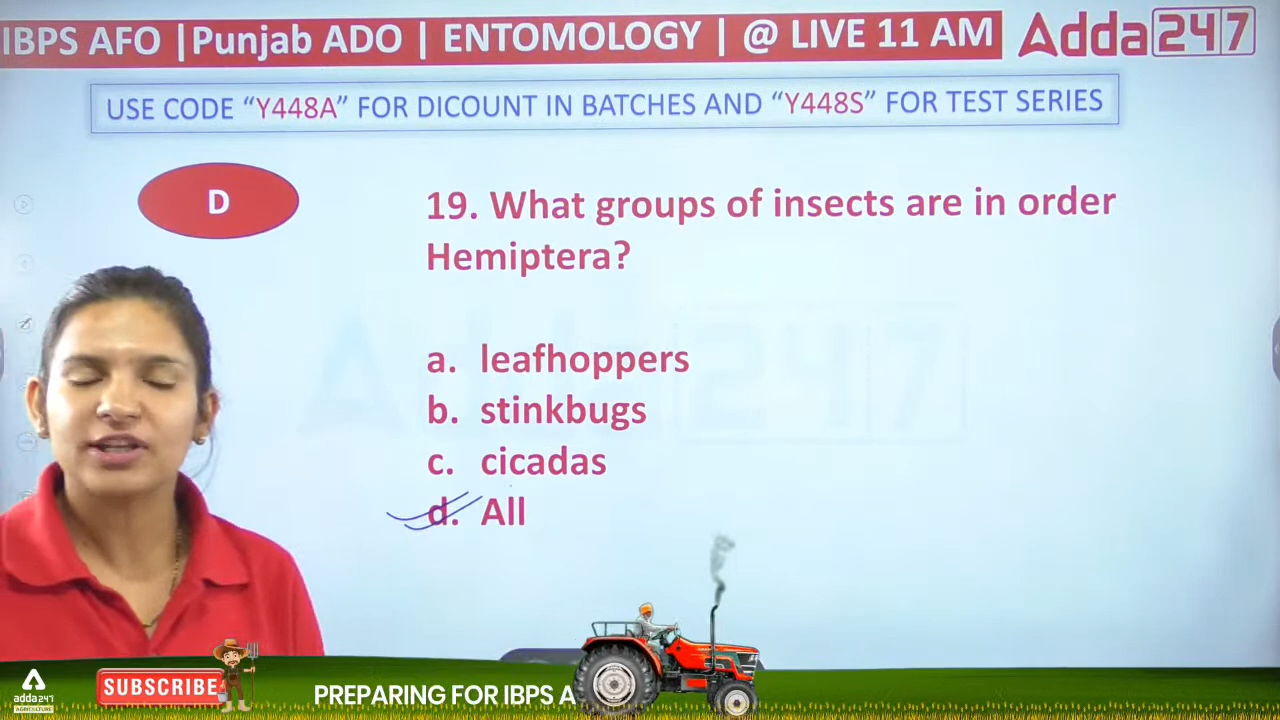 IBPS AFO |Punjab ADO | ENTOMOLOGY | @ LIVE 11 AM
Adda247
USE CODE “Y448A” FOR DICOUNT IN BATCHES AND “Y448S” FOR TEST SERIES
D
19. What groups of insects are in order
Hemiptera?
a. leafhoppers
b. stinkbugs
c. cicadas
d. All
adda247
AGRICULTURE
SUBSCRIBE
PREPARING FOR IBPS A